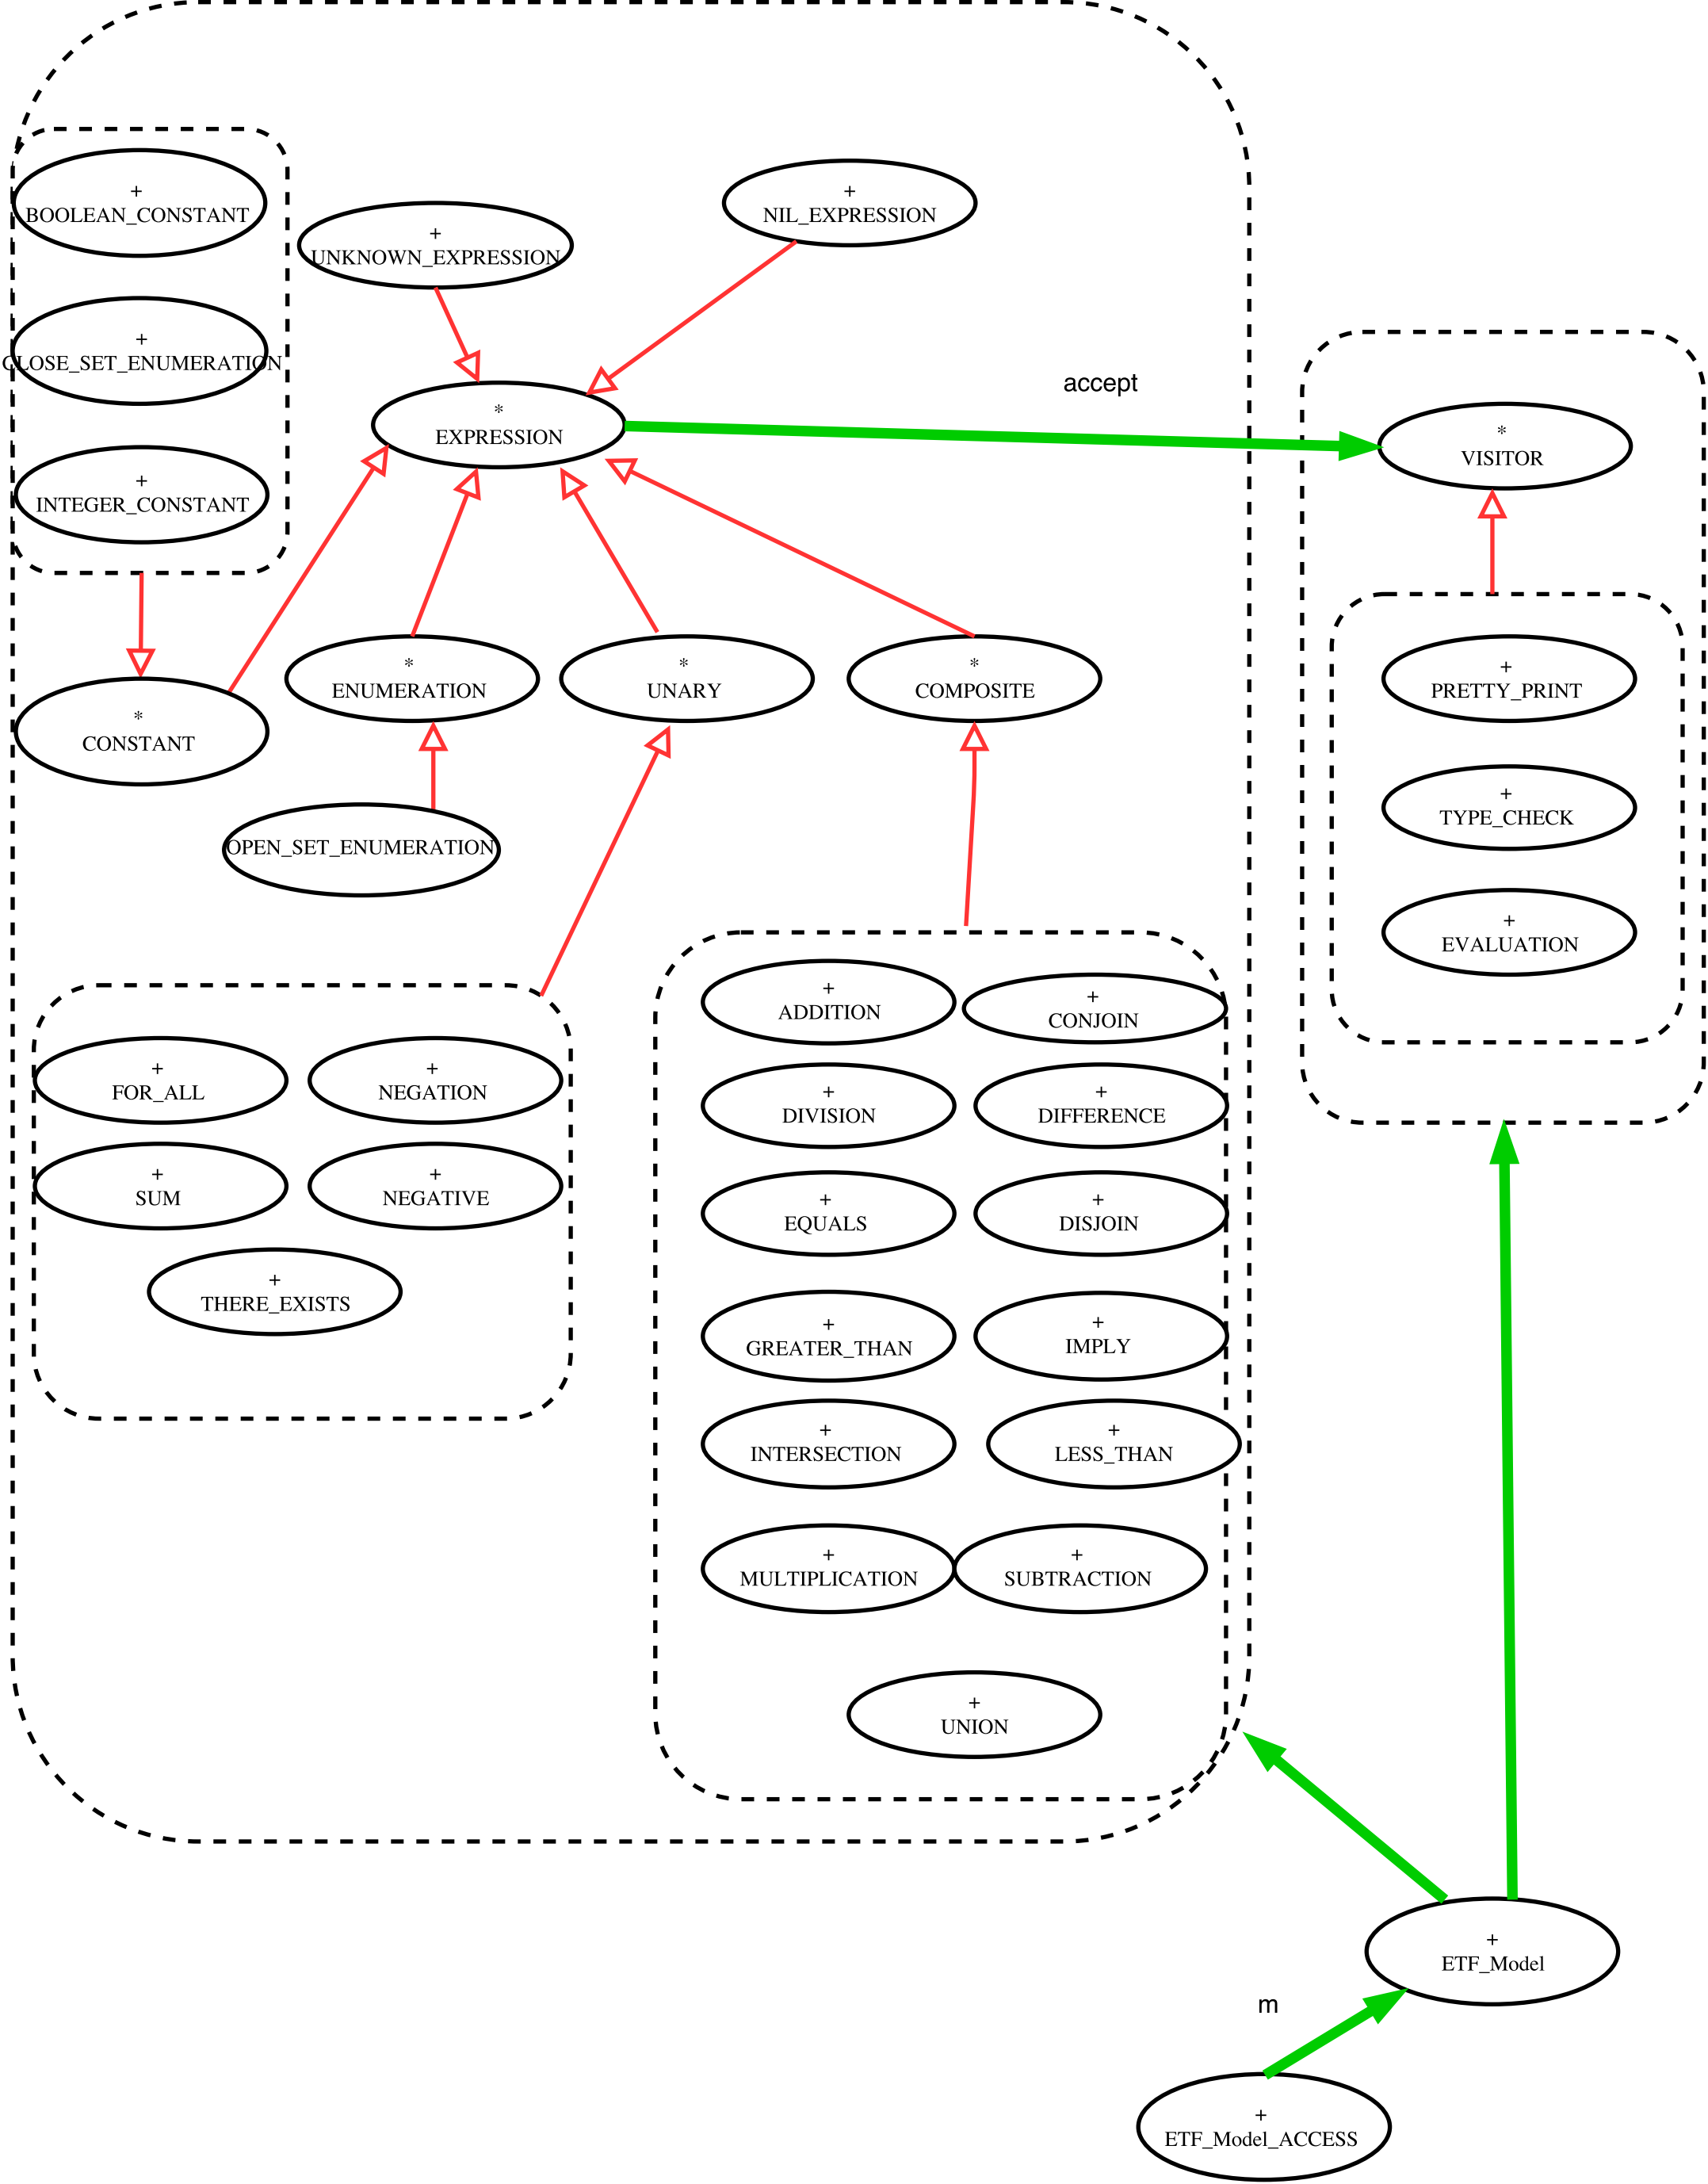 +
BOOLEAN_CONSTANT
+
NIL_EXPRESSION
+
UNKNOWN_EXPRESSION
+
CLOSE_SET_ENUMERATION
accept
*
EXPRESSION
*
VISITOR
+
INTEGER_CONSTANT
*
ENUMERATION
*
UNARY
*
COMPOSITE
+
PRETTY_PRINT
*
CONSTANT
+
TYPE_CHECK
OPEN_SET_ENUMERATION
+
EVALUATION
+
ADDITION
+
CONJOIN
+
FOR_ALL
+
NEGATION
+
DIVISION
+
DIFFERENCE
+
SUM
+
NEGATIVE
+
EQUALS
+
DISJOIN
+
THERE_EXISTS
+
GREATER_THAN
+
IMPLY
+
INTERSECTION
+
LESS_THAN
+
MULTIPLICATION
+
SUBTRACTION
+
UNION
+
ETF_Model
m
+
ETF_Model_ACCESS